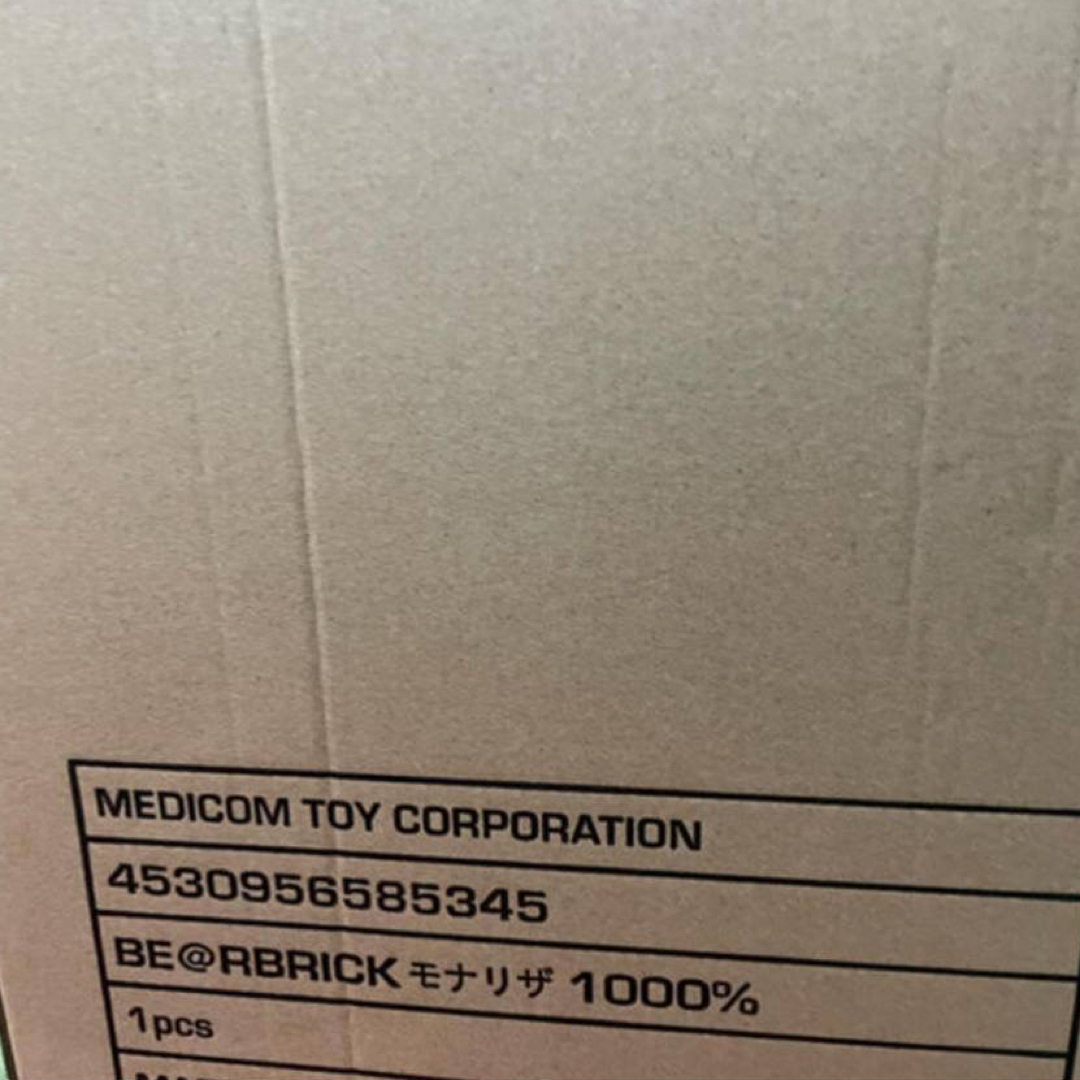 MEDICOM TOY CORPORATION
4530956585345
BE@RBRICK モナリザ 1000%
1pcs